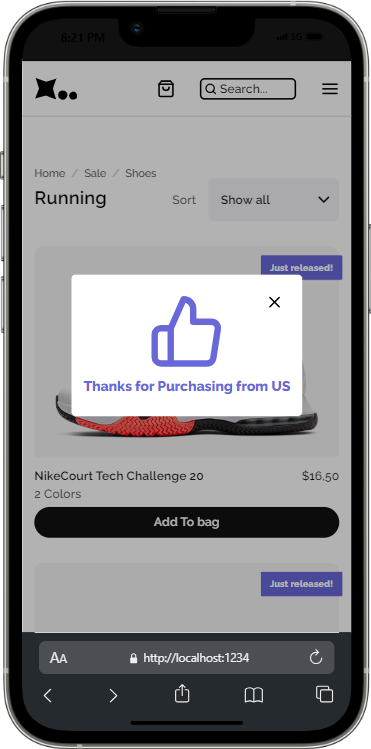 8:21 PM
5G
Search...
Home / Sale / Shoes
Running
Sort
Show all
Just released!
Thanks for Purchasing from US
NikeCourt Tech Challenge 20
$16,50
2 Colors
Add To bag
Just released!
AA
http://localhost:1234